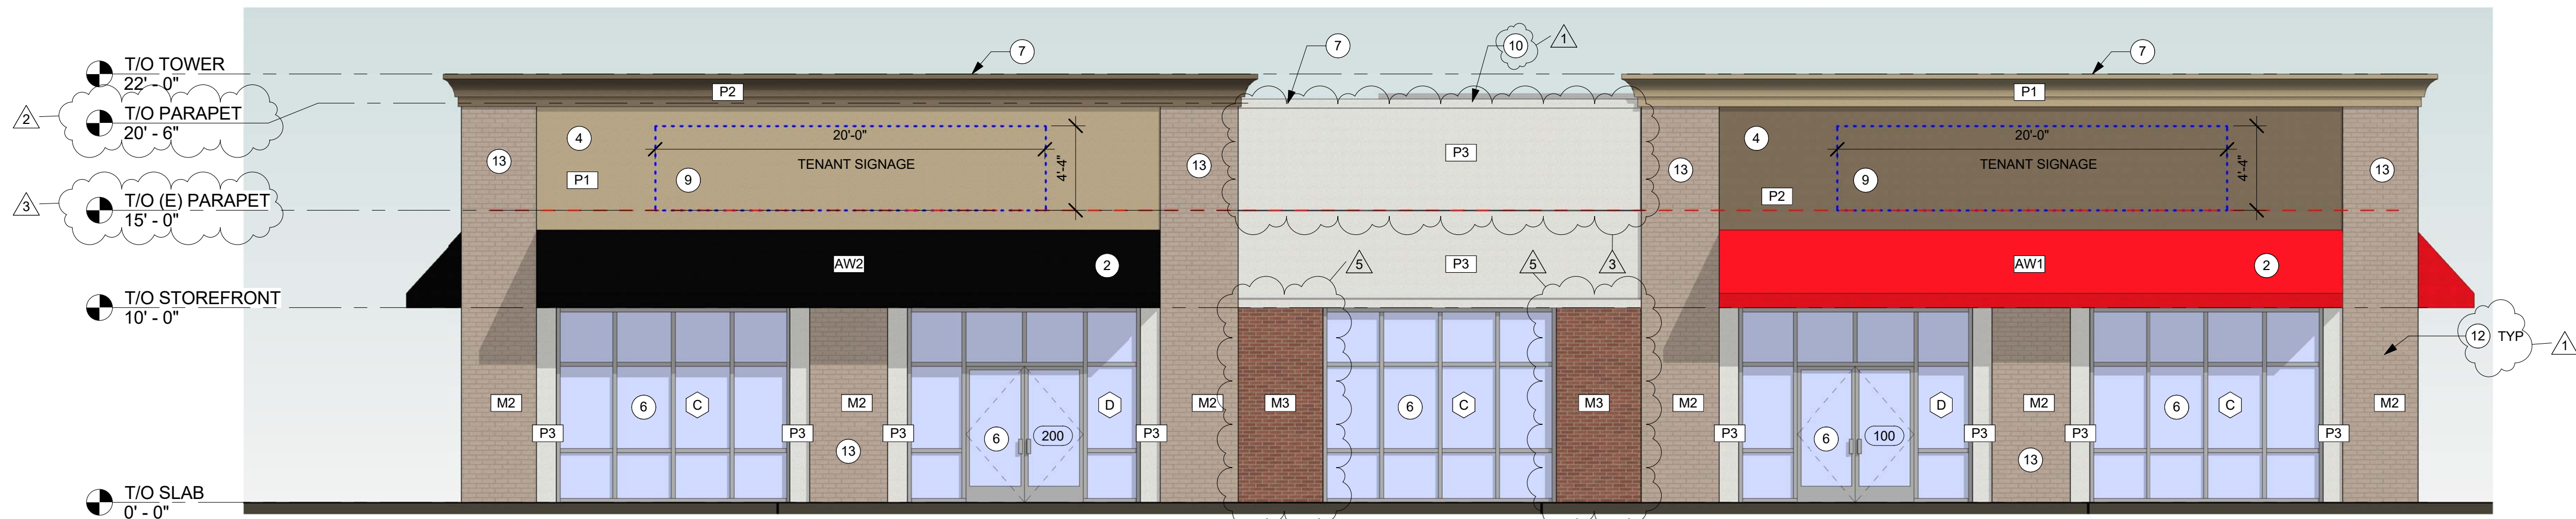 7
7
10
1
7
T/O TOWER
22' - 0"
P2
P1
2
T/O PARAPET
20' - 6"
4
20'-0"
4
20'-0"
13
TENANT SIGNAGE
4'-4"
13
P3
13
TENANT SIGNAGE
4'-4"
13
P1
9
P2
9
3
T/O (E) PARAPET
15' - 0"
AW2
2
5
P3
5
3
AW1
2
T/O STOREFRONT
10' - 0"
12
TYP
1
M2
6
C
M2
D
M2
M3
6
C
M3
M2
D
M2
6
C
M2
P3
P3
P3
6
200
P3
P3
6
100
P3
P3
P3
13
13
T/O SLAB
0' - 0"